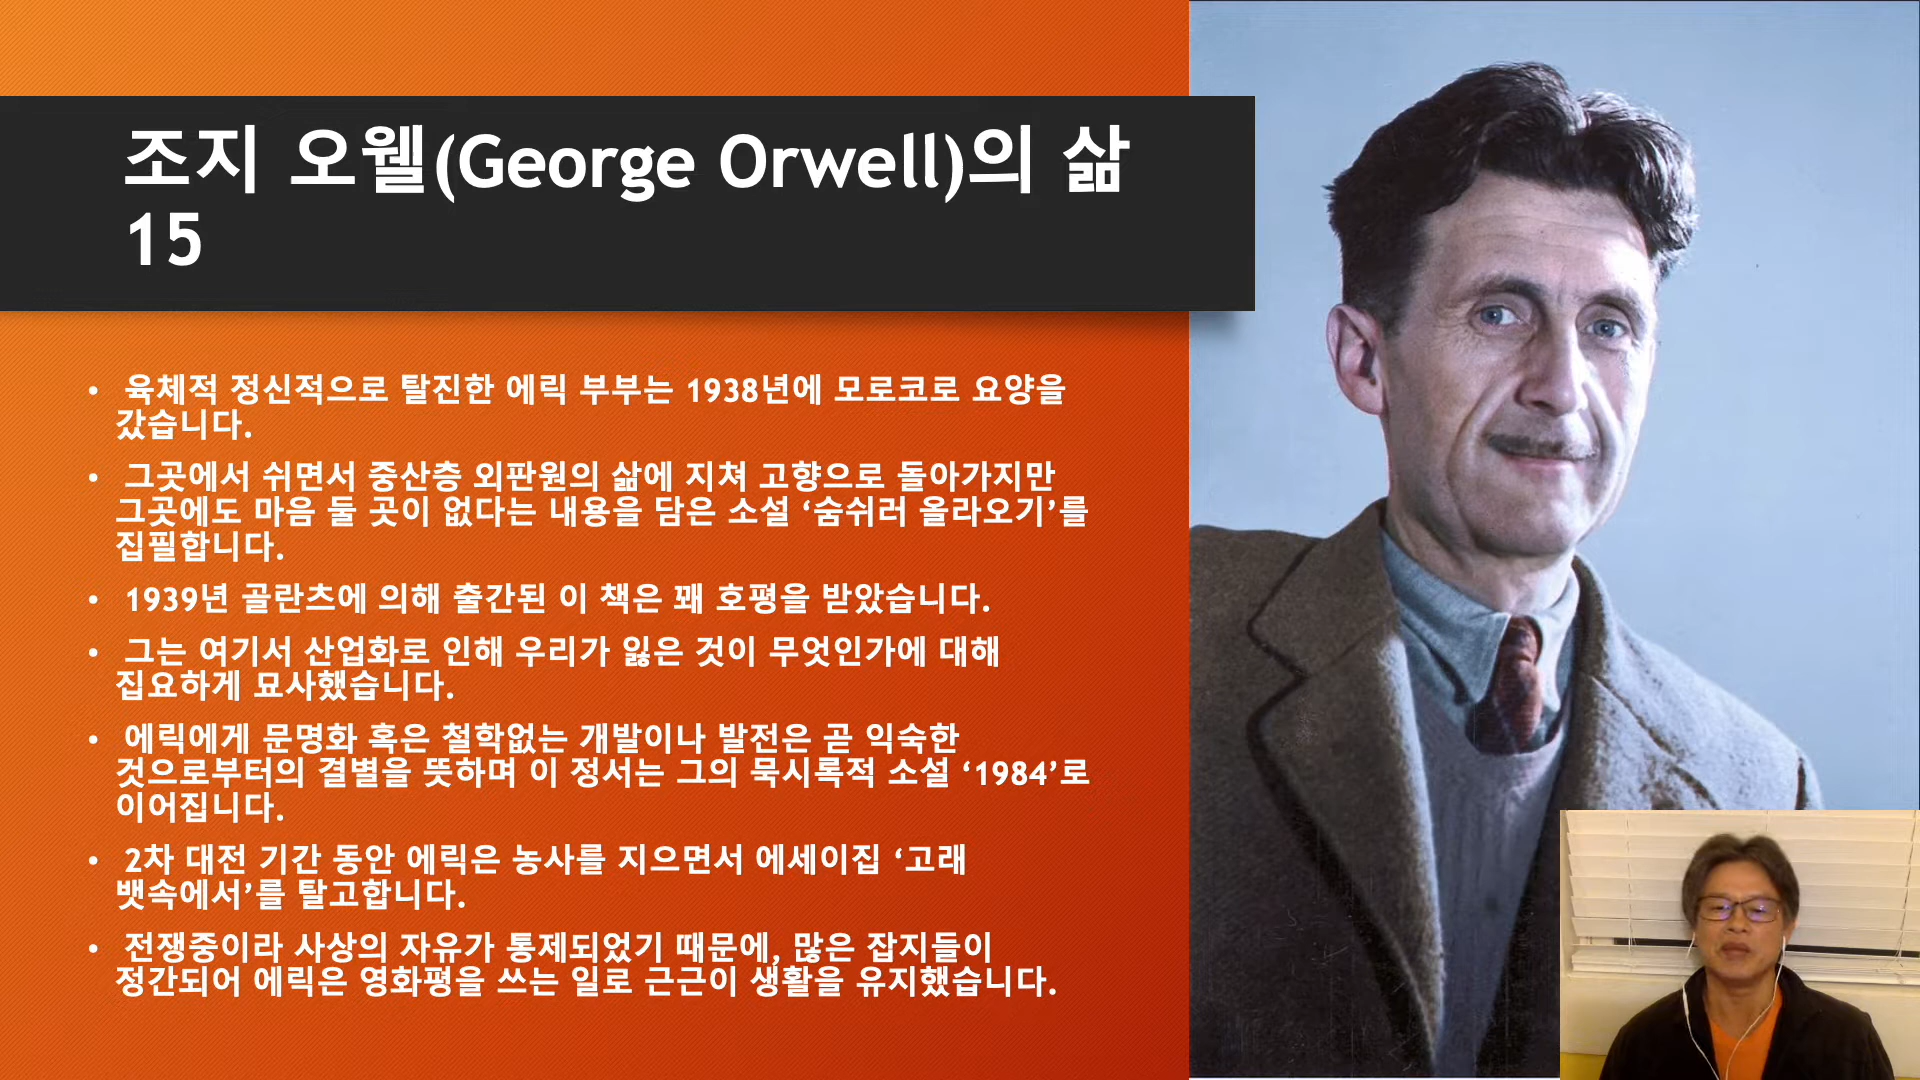 조지 오웰(George Orwell)의 삶
15
• 육체적 정신적으로 탈진한 에릭 부부는 1938년에 모로코로 요양을
갔습니다.
• 그곳에서 쉬면서 중산층 외판원의 삶에 지쳐 고향으로 돌아가지만
그곳에도 마음 둘 곳이 없다는 내용을 담은 소설 ‘숨쉬러 올라오기’를
집필합니다.
• 1939년 골란츠에 의해 출간된 이 책은 꽤 호평을 받았습니다.
• 그는 여기서 산업화로 인해 우리가 잃은 것이 무엇인가에 대해
집요하게 묘사했습니다.
• 에릭에게 문명화 혹은 철학없는 개발이나 발전은 곧 익숙한
것으로부터의 결별을 뜻하며 이 정서는 그의 묵시록적 소설 ‘1984’로
이어집니다.
• 2차 대전 기간 동안 에릭은 농사를 지으면서 에세이집 ‘고래
뱃속에서’를 탈고합니다.
• 전쟁중이라 사상의 자유가 통제되었기 때문에, 많은 잡지들이
정간되어 에릭은 영화평을 쓰는 일로 근근이 생활을 유지했습니다.